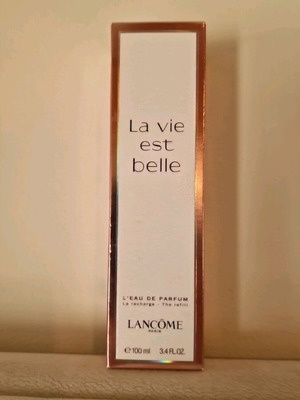 La vie
est
belle
L'EAU DE PARFUM
La recharge - The refill
LANCÔME
PARIS
℮ 100 ml 3.4 FL.OZ.